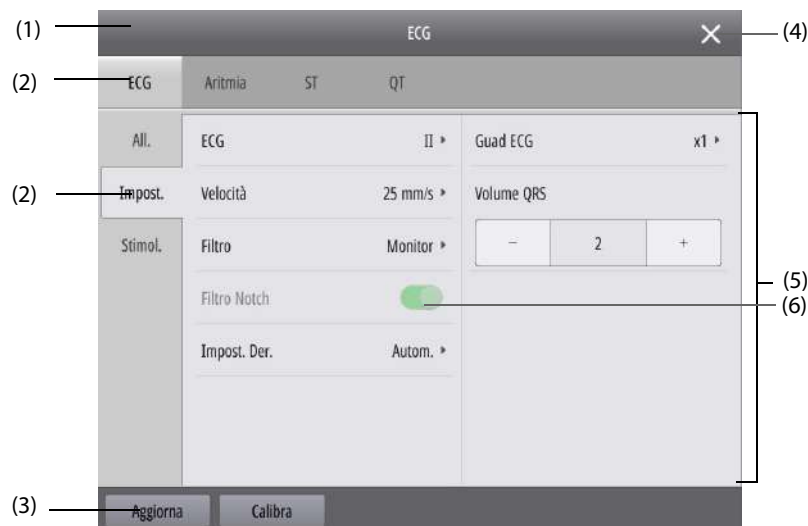 (1) ECG (4)
(2) ECG Aritmia ST QT
All. ECG II Guad ECG x1
(2) Impost. Velocità 25 mm/s Volume QRS
Stimol. Filtro Monitor - 2 +
(5)
Filtro Notch (6)
Impost. Der. Autom.
(3) Aggiorna Calibra